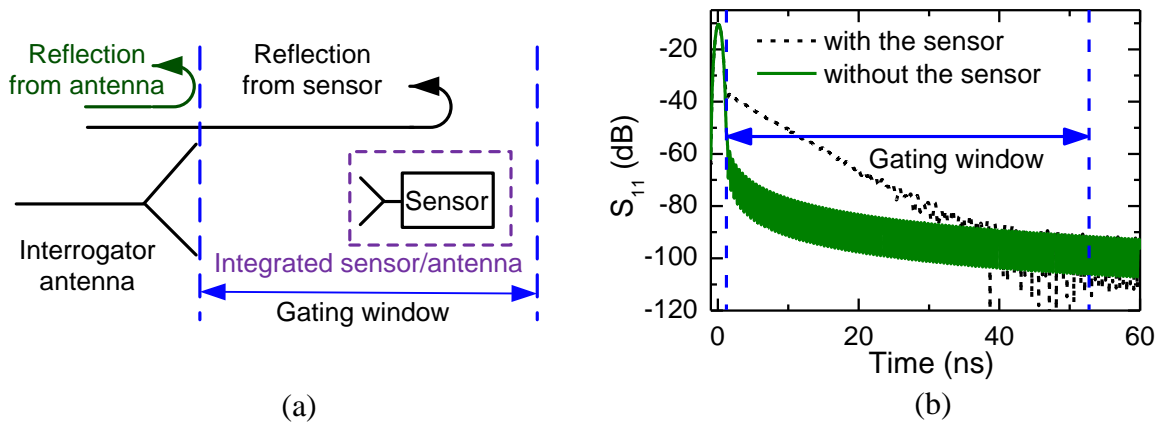 Reflection
from antenna
Reflection
from sensor
Sensor
Interrogator
antenna
Integrated sensor/antenna
Gating window
(a)
with the sensor
without the sensor
Gating window
S11 (dB)
-20
-40
-60
-80
-100
-120
0
20
40
60
Time (ns)
(b)